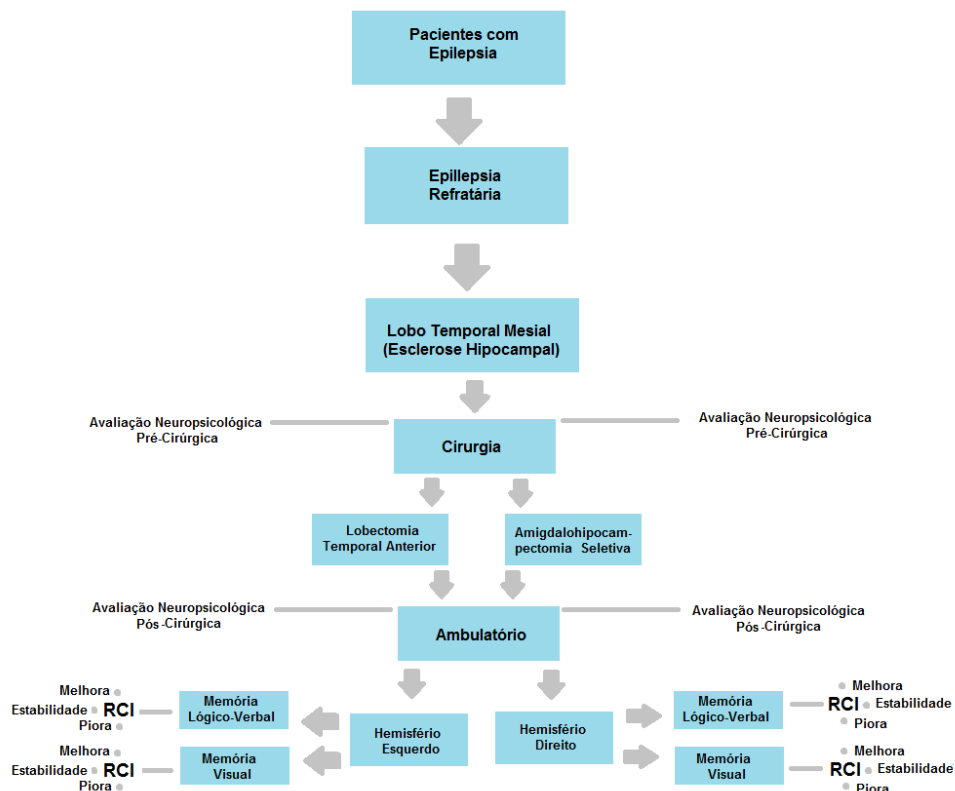 Pacientes com
Epilepsia
Epillepsia
Refratária
Lobo Temporal Mesial
(Esclerose Hipocampal)
Avaliação Neuropsicológica
Pré-Cirúrgica
Cirurgia
Avaliação Neuropsicológica
Pré-Cirúrgica
Lobectomia
Temporal Anterior
Amigdalohipocam-
pectomia Seletiva
Avaliação Neuropsicológica
Pós-Cirúrgica
Ambulatório
Avaliação Neuropsicológica
Pós-Cirúrgica
Melhora
Estabilidade
Piora
RCI
Memória
Lógico-Verbal
Melhora
Estabilidade
Piora
RCI
Memória
Visual
Hemisfério
Esquerdo
Hemisfério
Direito
Memória
Lógico-Verbal
RCI
Melhora
Estabilidade
Piora
Memória
Visual
RCI
Melhora
Estabilidade
Piora